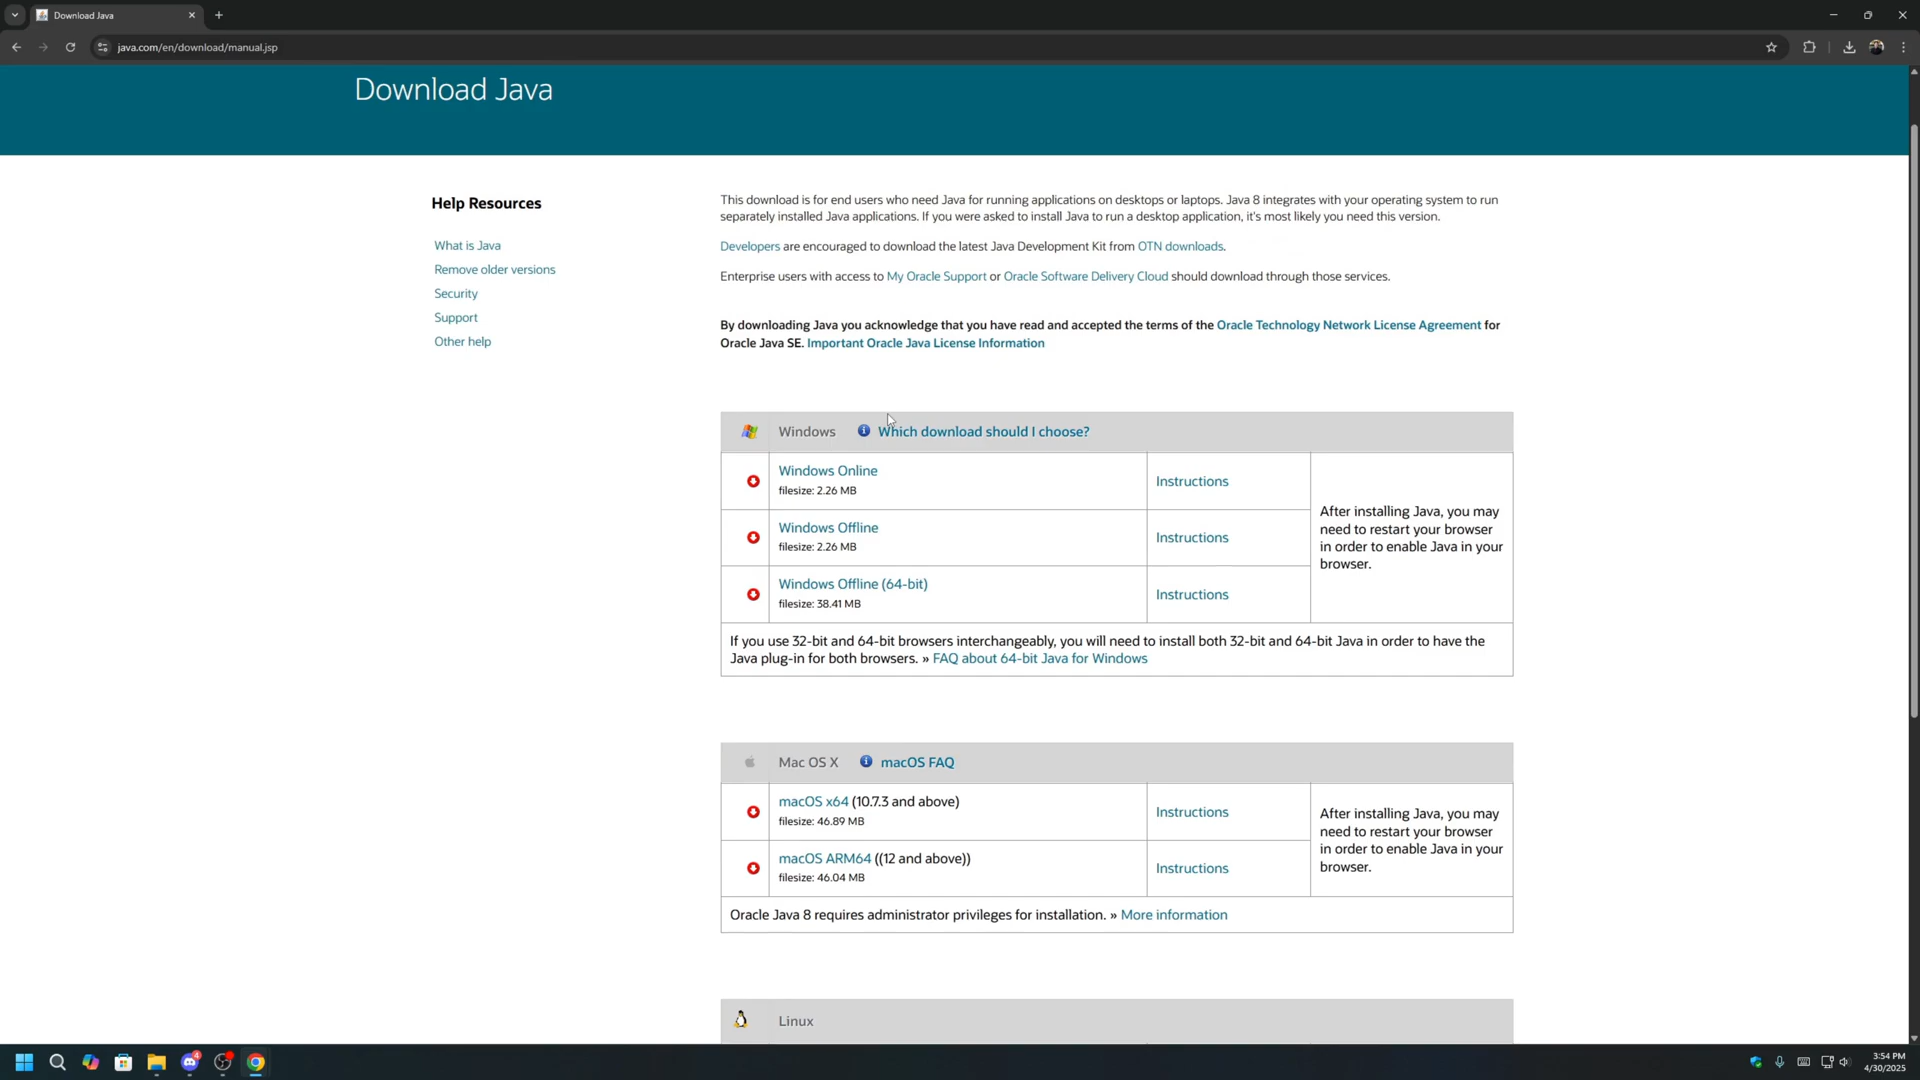 Download Java
java.com/en/download/manual.jsp
Download Java
Help Resources
What is Java
Remove older versions
Security
Support
Other help
This download is for end users who need Java for running applications on desktops or laptops. Java 8 integrates with your operating system to run
separately installed Java applications. If you were asked to install Java to run a desktop application, it's most likely you need this version.
Developers are encouraged to download the latest Java Development Kit from OTN downloads.
Enterprise users with access to My Oracle Support or Oracle Software Delivery Cloud should download through those services.
By downloading Java you acknowledge that you have read and accepted the terms of the Oracle Technology Network License Agreement for
Oracle Java SE. Important Oracle Java License Information
Windows Which download should I choose?
Windows Online
filesize: 2.26 MB
Instructions
Windows Offline
filesize: 2.26 MB
Instructions
Windows Offline (64-bit)
filesize: 38.41 MB
Instructions
After installing Java, you may
need to restart your browser
in order to enable Java in your
browser.
If you use 32-bit and 64-bit browsers interchangeably, you will need to install both 32-bit and 64-bit Java in order to have the
Java plug-in for both browsers. » FAQ about 64-bit Java for Windows
Mac OS X macOS FAQ
macOS x64 (10.7.3 and above)
filesize: 46.89 MB
Instructions
macOS ARM64 ((12 and above))
filesize: 46.04 MB
Instructions
After installing Java, you may
need to restart your browser
in order to enable Java in your
browser.
Oracle Java 8 requires administrator privileges for installation. » More information
Linux
4
3:54 PM
4/30/2025